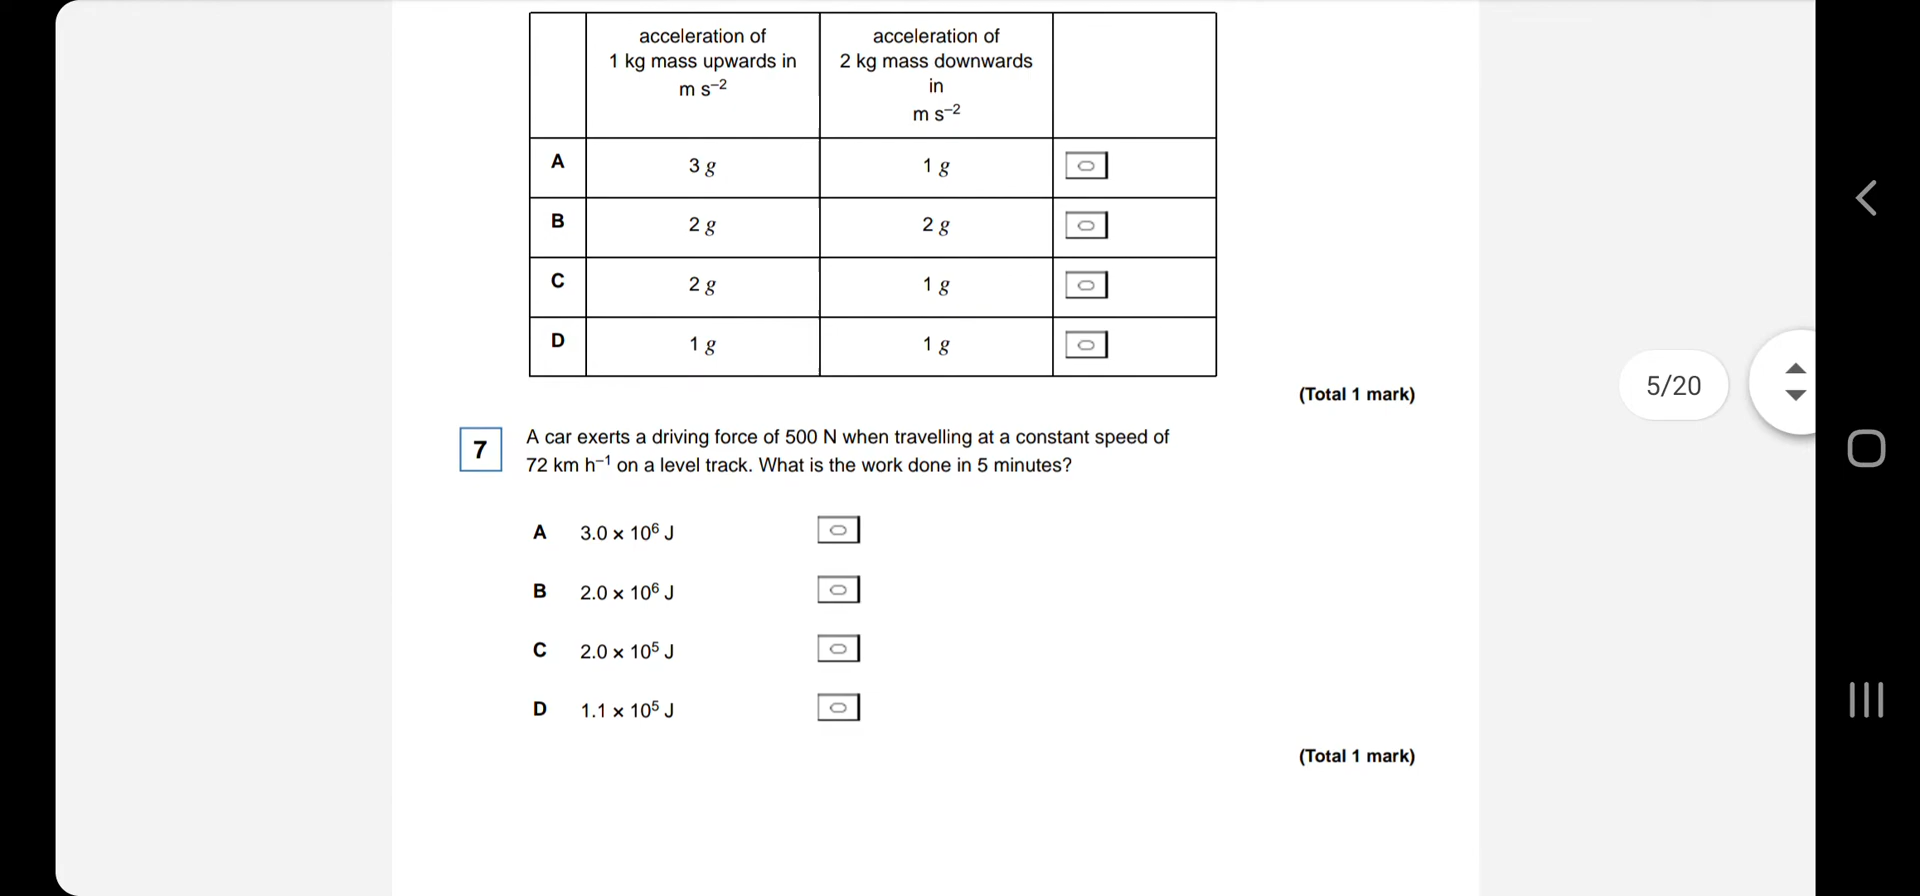 acceleration of
1 kg mass upwards in
m s⁻²
acceleration of
2 kg mass downwards
in
m s⁻²
A 3 g 1 g
B 2 g 2 g
C 2 g 1 g
D 1 g 1 g
(Total 1 mark)
5/20
7 A car exerts a driving force of 500 N when travelling at a constant speed of
72 km h⁻¹ on a level track. What is the work done in 5 minutes?
A 3.0 × 10⁶ J
B 2.0 × 10⁶ J
C 2.0 × 10⁵ J
D 1.1 × 10⁵ J
(Total 1 mark)